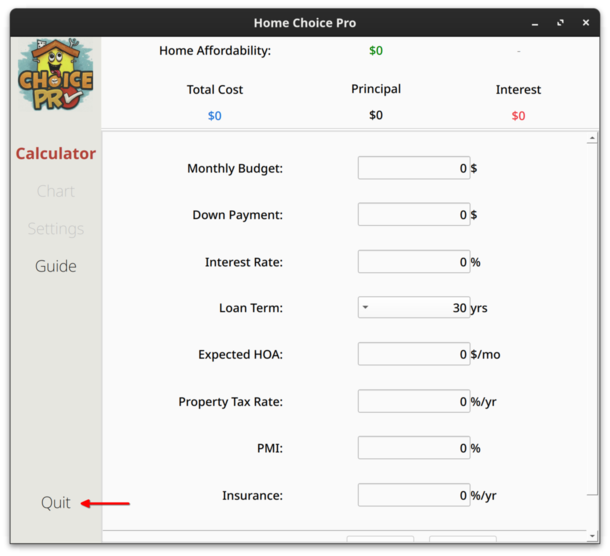 Home Choice Pro
CHOICE
PRO
Home Affordability: $0 -
Total Cost Principal Interest
$0 $0 $0
Calculator
Chart
Settings
Guide
Quit
Monthly Budget: 0 $
Down Payment: 0 $
Interest Rate: 0 %
Loan Term: 30 yrs
Expected HOA: 0 $/mo
Property Tax Rate: 0 %/yr
PMI: 0 %
Insurance: 0 %/yr